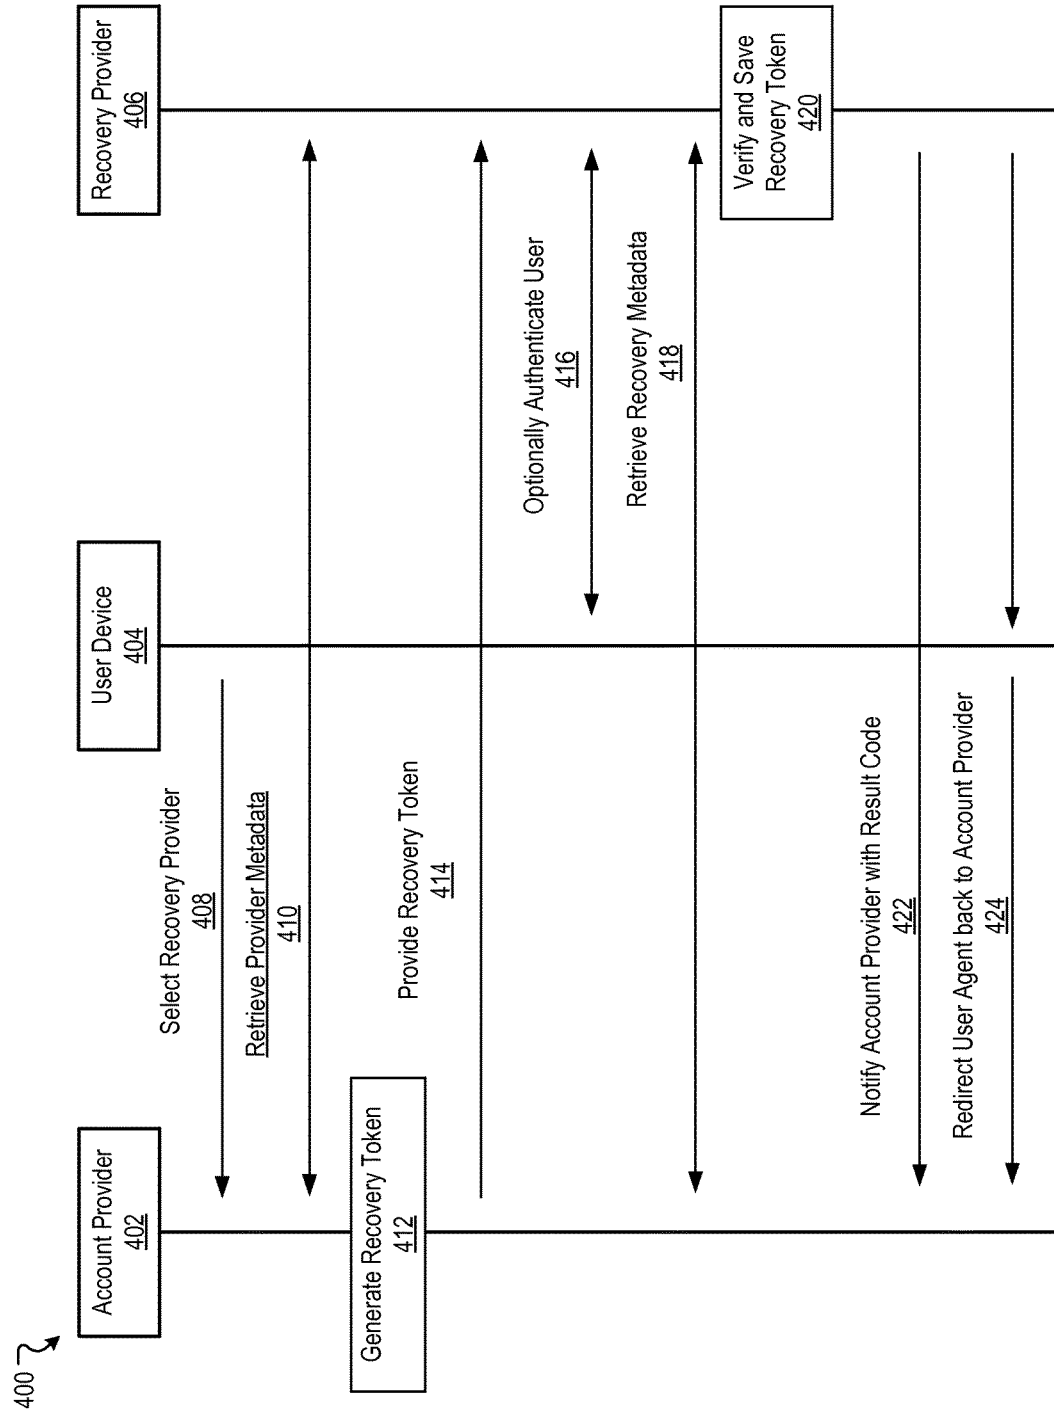 400
Account Provider
402
User Device
404
Recovery Provider
406
Select Recovery Provider
408
Retrieve Provider Metadata
410
Generate Recovery Token
412
Provide Recovery Token
414
Optionally Authenticate User
416
Retrieve Recovery Metadata
418
Verify and Save
Recovery Token
420
Notify Account Provider with Result Code
422
Redirect User Agent back to Account Provider
424